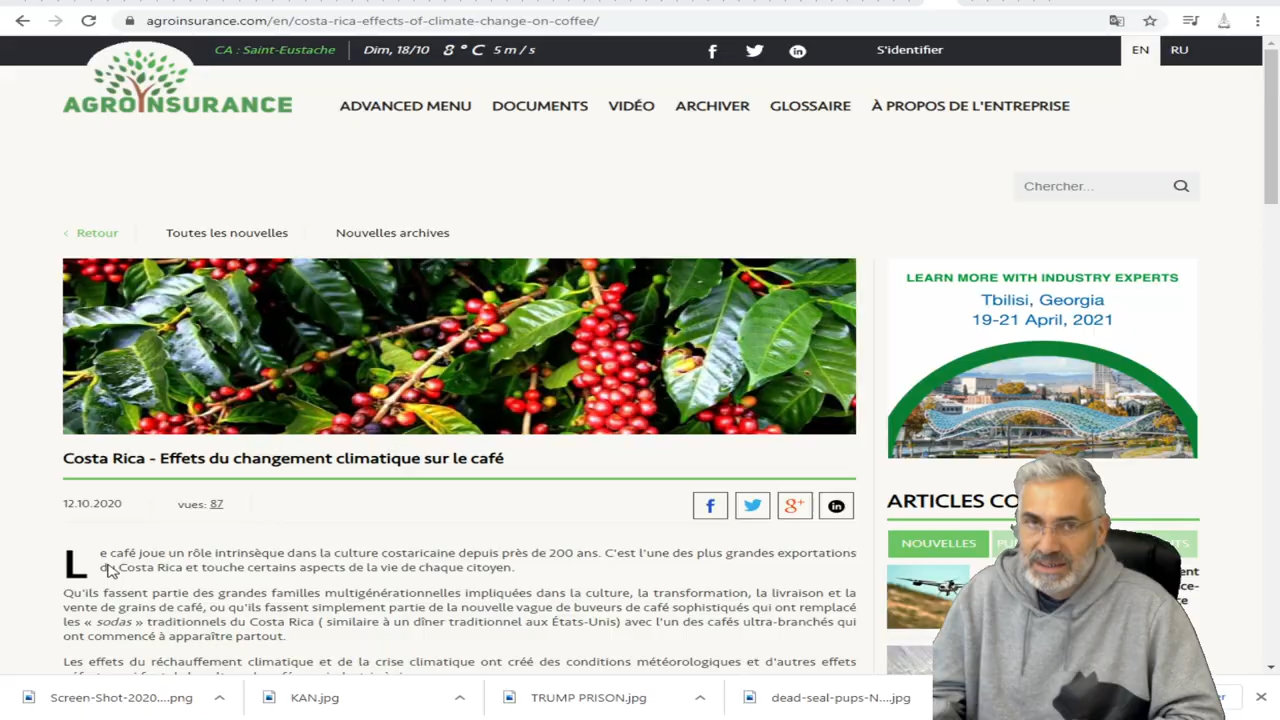 agroinsurance.com/en/costa-rica-effects-of-climate-change-on-coffee/
CA : Saint-Eustache
Dim, 18/10 8 ° C 5 m / s
S'identifier
EN RU
AGROINSURANCE
ADVANCED MENU DOCUMENTS VIDÉO ARCHIVER GLOSSAIRE À PROPOS DE L'ENTREPRISE
Chercher...
‹ Retour Toutes les nouvelles Nouvelles archives
LEARN MORE WITH INDUSTRY EXPERTS
Tbilisi, Georgia
19-21 April, 2021
Costa Rica - Effets du changement climatique sur le café
12.10.2020 vues: 87
Le café joue un rôle intrinsèque dans la culture costaricaine depuis près de 200 ans. C'est l'une des plus grandes exportations
du Costa Rica et touche certains aspects de la vie de chaque citoyen.
Qu'ils fassent partie des grandes familles multigénérationnelles impliquées dans la culture, la transformation, la livraison et la
vente de grains de café, ou qu'ils fassent simplement partie de la nouvelle vague de buveurs de café sophistiqués qui ont remplacé
les « sodas » traditionnels du Costa Rica ( similaire à un dîner traditionnel aux États-Unis) avec l'un des cafés ultra-branchés qui
ont commencé à apparaître partout.
Les effets du réchauffement climatique et de la crise climatique ont créé des conditions météorologiques et d'autres effets
ARTICLES CO
NOUVELLES
Screen-Shot-2020....png
KAN.jpg
TRUMP PRISON.jpg
dead-seal-pups-N....jpg